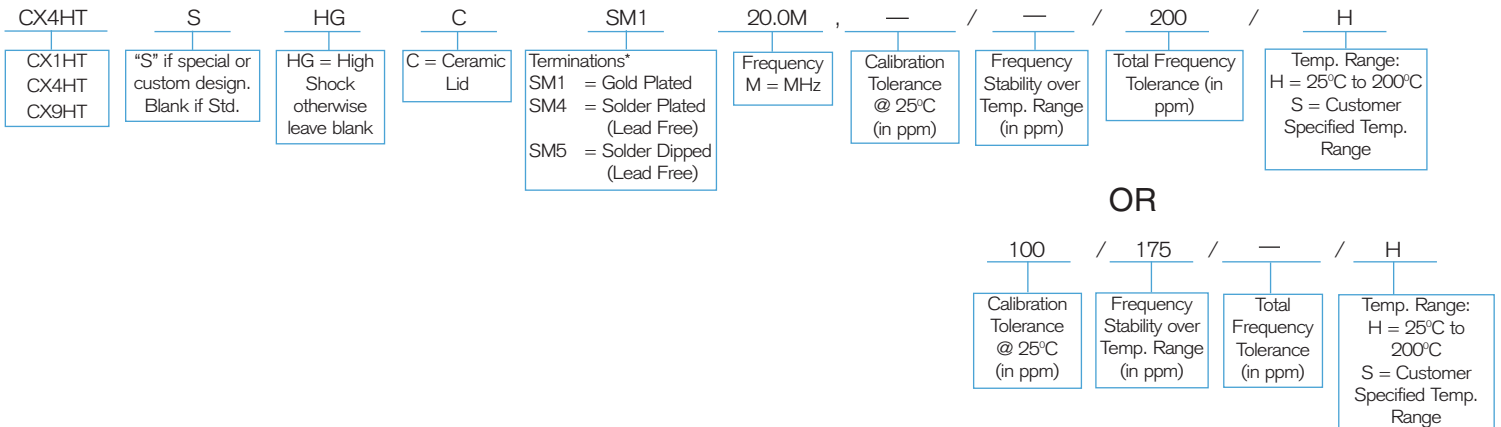 CX4HT S HG C SM1 20.0M , — / — / 200 / H
CX1HT
CX4HT
CX9HT
“S” if special or
custom design.
Blank if Std.
HG = High
Shock
otherwise
leave blank
C = Ceramic
Lid
Terminations*
SM1 = Gold Plated
SM4 = Solder Plated
(Lead Free)
SM5 = Solder Dipped
(Lead Free)
Frequency
M = MHz
Calibration
Tolerance
@ 25ºC
(in ppm)
Frequency
Stability over
Temp. Range
(in ppm)
Total Frequency
Tolerance (in
ppm)
Temp. Range:
H = 25ºC to 200ºC
S = Customer
Specified Temp.
Range
OR
100 / 175 / — / H
Calibration
Tolerance
@ 25ºC
(in ppm)
Frequency
Stability over
Temp. Range
(in ppm)
Total
Frequency
Tolerance
(in ppm)
Temp. Range:
H = 25ºC to
200ºC
S = Customer
Specified Temp.
Range